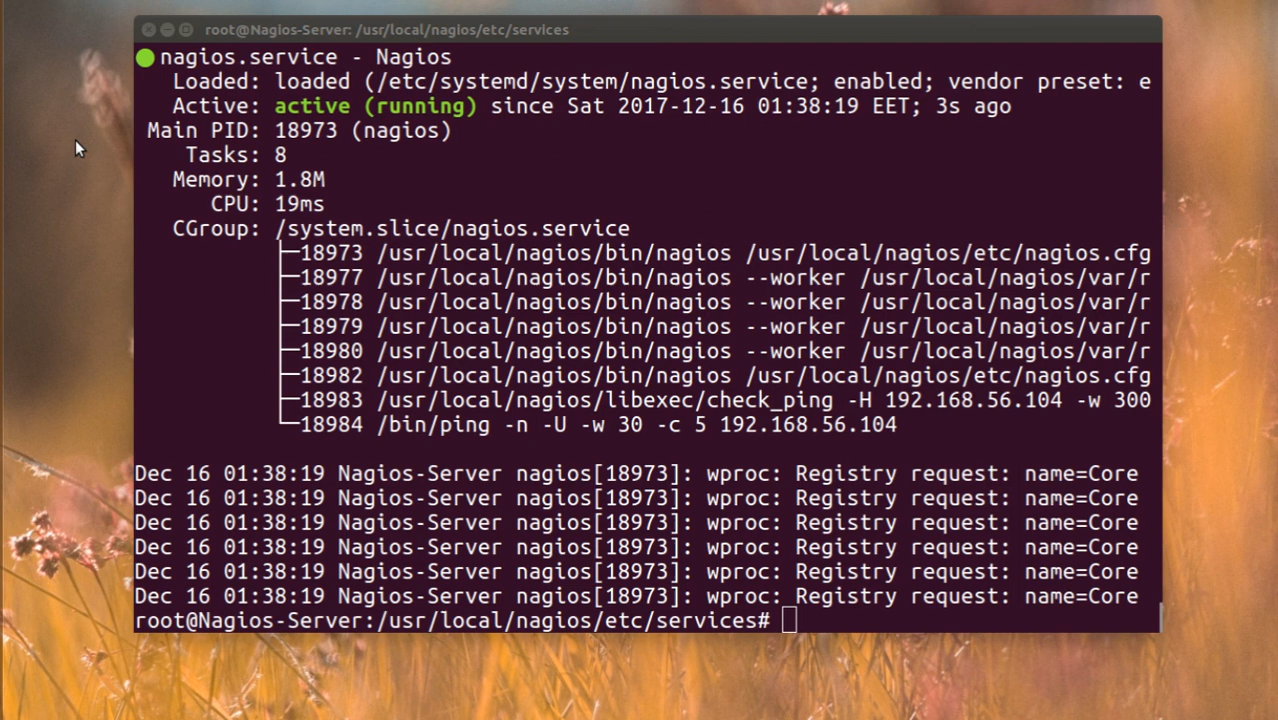 root@Nagios-Server: /usr/local/nagios/etc/services
nagios.service - Nagios
Loaded: loaded (/etc/systemd/system/nagios.service; enabled; vendor preset: e
Active: active (running) since Sat 2017-12-16 01:38:19 EET; 3s ago
Main PID: 18973 (nagios)
Tasks: 8
Memory: 1.8M
CPU: 19ms
CGroup: /system.slice/nagios.service
├─18973 /usr/local/nagios/bin/nagios /usr/local/nagios/etc/nagios.cfg
├─18977 /usr/local/nagios/bin/nagios --worker /usr/local/nagios/var/r
├─18978 /usr/local/nagios/bin/nagios --worker /usr/local/nagios/var/r
├─18979 /usr/local/nagios/bin/nagios --worker /usr/local/nagios/var/r
├─18980 /usr/local/nagios/bin/nagios --worker /usr/local/nagios/var/r
├─18982 /usr/local/nagios/bin/nagios /usr/local/nagios/etc/nagios.cfg
├─18983 /usr/local/nagios/libexec/check_ping -H 192.168.56.104 -w 300
└─18984 /bin/ping -n -U -w 30 -c 5 192.168.56.104
Dec 16 01:38:19 Nagios-Server nagios[18973]: wproc: Registry request: name=Core
Dec 16 01:38:19 Nagios-Server nagios[18973]: wproc: Registry request: name=Core
Dec 16 01:38:19 Nagios-Server nagios[18973]: wproc: Registry request: name=Core
Dec 16 01:38:19 Nagios-Server nagios[18973]: wproc: Registry request: name=Core
Dec 16 01:38:19 Nagios-Server nagios[18973]: wproc: Registry request: name=Core
Dec 16 01:38:19 Nagios-Server nagios[18973]: wproc: Registry request: name=Core
root@Nagios-Server:/usr/local/nagios/etc/services#